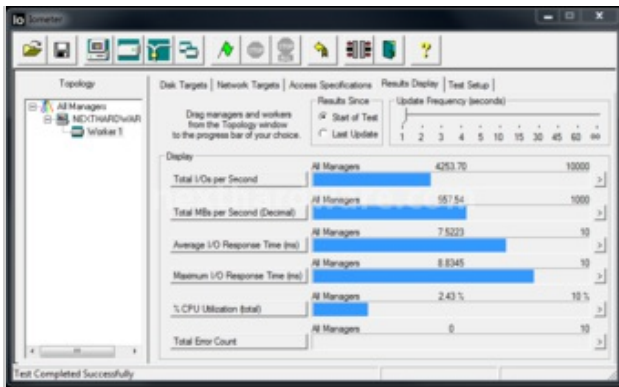 Iometer
Topology
All Managers
NEXTHARDWAR
Worker 1
Disk Targets | Network Targets | Access Specifications | Results Display | Test Setup
Drag managers and workers
from the Topology window
to the progress bar of your choice.
Results Since
Start of Test
Last Update
Update Frequency (seconds)
1 2 3 4 5 10 15 30 45 60 ∞
Display
All Managers 4253.70 10000
Total I/Os per Second
All Managers 557.54 1000
Total MBs per Second (Decimal)
All Managers 7.5223 10
Average I/O Response Time (ms)
All Managers 8.8345 10
Maximum I/O Response Time (ms)
All Managers 2.43 % 10 %
% CPU Utilization (total)
All Managers 0 10
Total Error Count
Test Completed Successfully